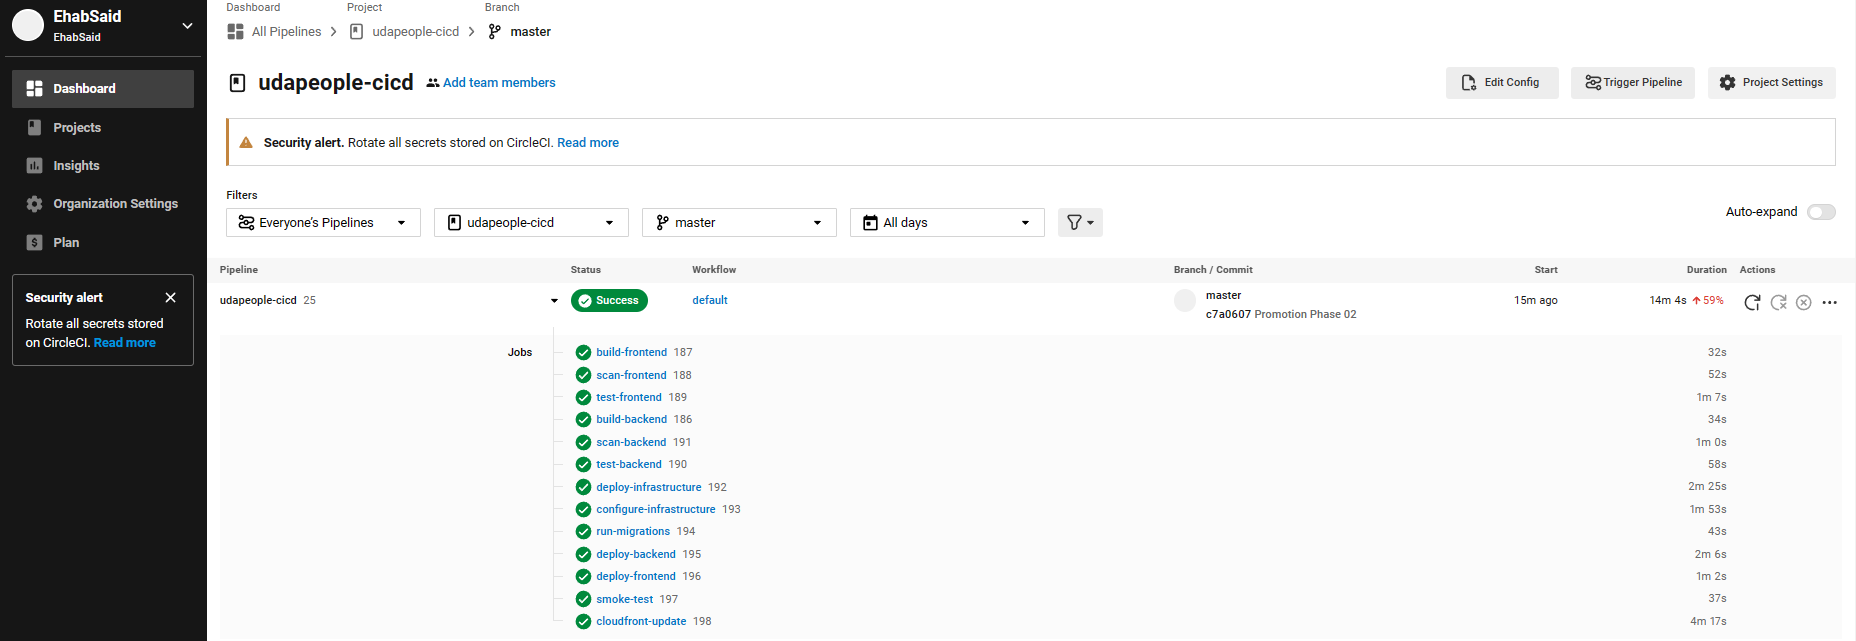 EhabSaid
EhabSaid
Dashboard
Projects
Insights
Organization Settings
Plan
Security alert
Rotate all secrets stored
on CircleCI. Read more
Dashboard Project Branch
All Pipelines udapeople-cicd master
udapeople-cicd Add team members
Edit Config Trigger Pipeline Project Settings
Security alert. Rotate all secrets stored on CircleCI. Read more
Filters
Everyone's Pipelines udapeople-cicd master All days
Auto-expand
Pipeline Status Workflow Branch / Commit Start Duration Actions
udapeople-cicd 25 Success default master 15m ago 14m 4s 59%
c7a0607 Promotion Phase 02
Jobs build-frontend 187 32s
scan-frontend 188 52s
test-frontend 189 1m 7s
build-backend 186 34s
scan-backend 191 1m 0s
test-backend 190 58s
deploy-infrastructure 192 2m 25s
configure-infrastructure 193 1m 53s
run-migrations 194 43s
deploy-backend 195 2m 6s
deploy-frontend 196 1m 2s
smoke-test 197 37s
cloudfront-update 198 4m 17s